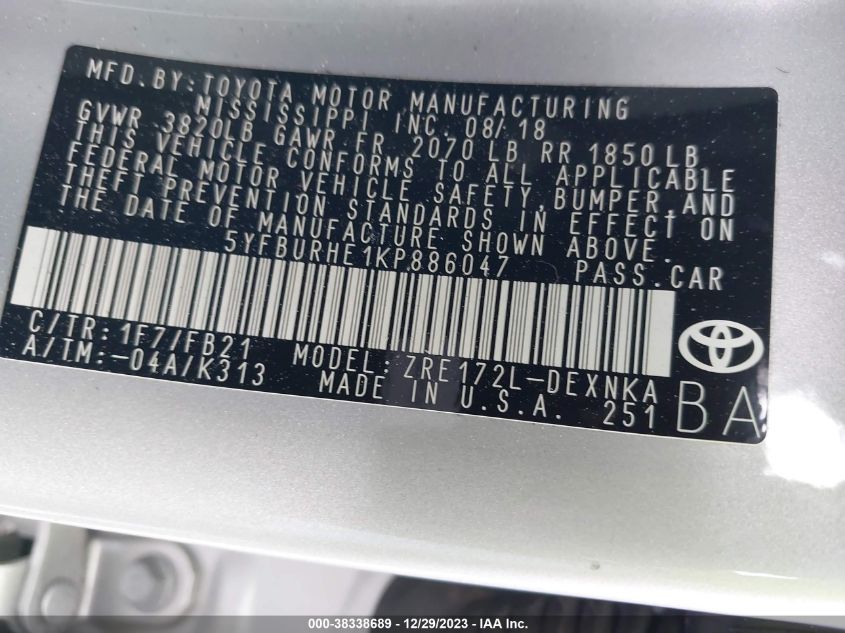 MFD.BY:TOYOTA MOTOR MANUFACTURING
MISSISSIPPI INC. 08/18
GVWR 3820LB GAWR FR 2070 LB RR 1850 LB
THIS VEHICLE CONFORMS TO ALL APPLICABLE
FEDERAL MOTOR VEHICLE SAFETY, BUMPER, AND
THEFT PREVENTION STANDARDS IN EFFECT ON
THE DATE OF MANUFACTURE SHOWN ABOVE.
5YFBURHE1KP886047 PASS.CAR
C/TR: 1F7/FB21 MODEL: ZRE172L-DEXNKA
A/TM:-04A/K313 MADE IN U.S.A. 251
BA
000-38338689 - 12/29/2023 - IAA Inc.